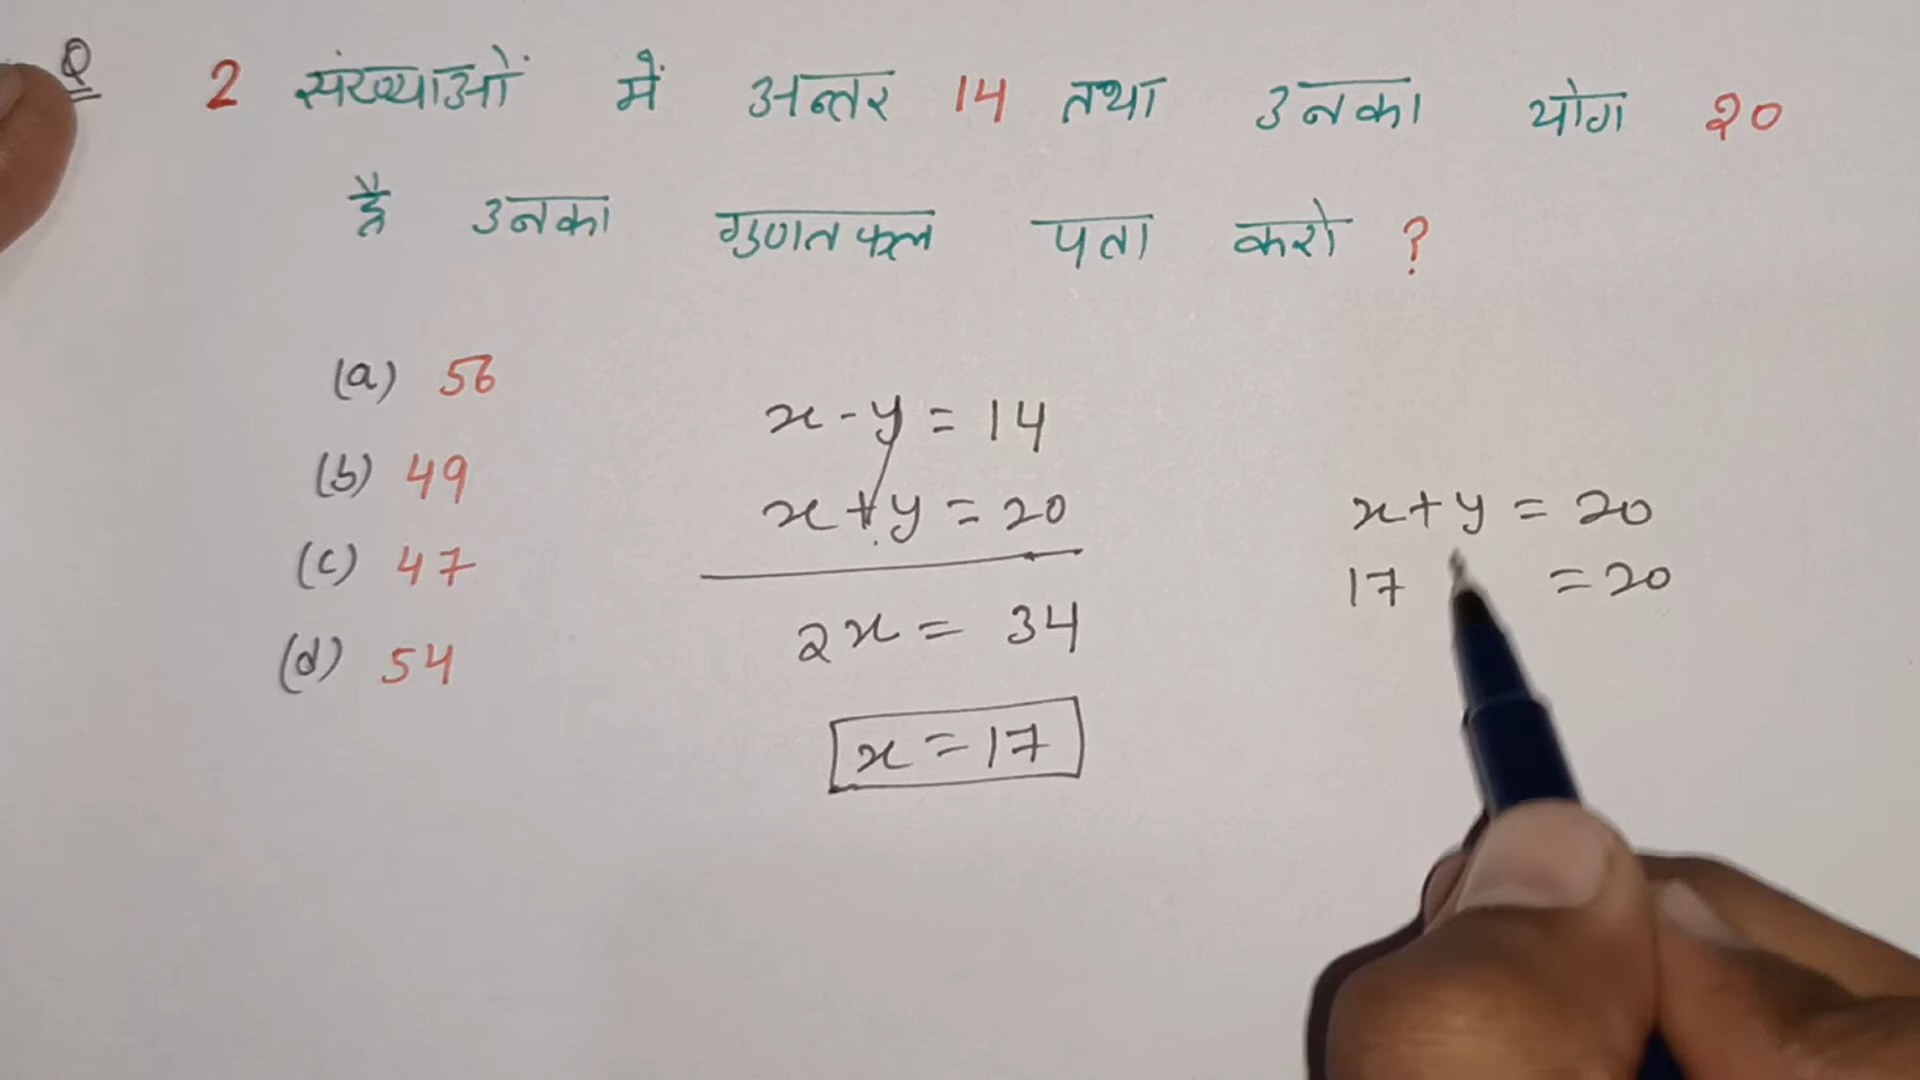 Q 2 संख्याओं में अन्तर 14 तथा उनका योग 20
है उनका गुणतफल पता करो ?
(a) 56
(b) 49
(c) 47
(d) 54
x - y = 14
x + y = 20
2x = 34
x = 17
x + y = 20
17 = 20